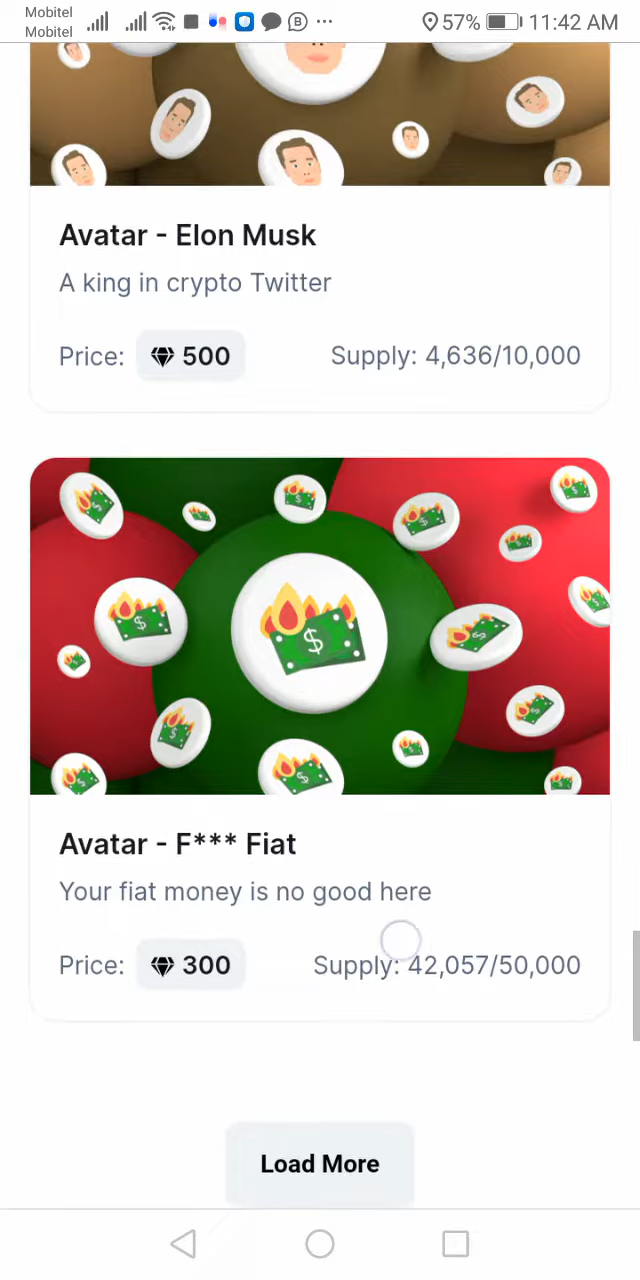 Mobitel
Mobitel
57% 11:42 AM
Avatar - Elon Musk
A king in crypto Twitter
Price: 500 Supply: 4,636/10,000
Avatar - F*** Fiat
Your fiat money is no good here
Price: 300 Supply: 42,057/50,000
Load More